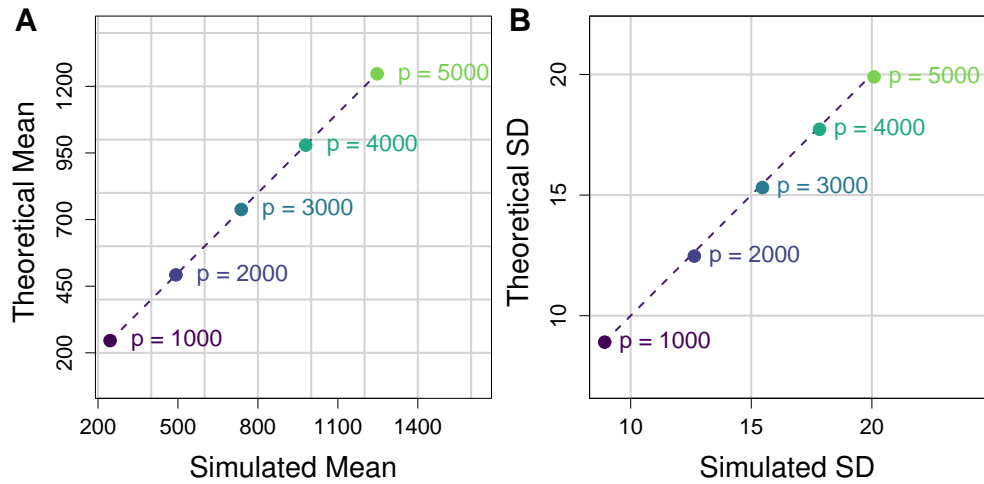 A
Theoretical Mean
1200
950
700
450
200
p = 5000
p = 4000
p = 3000
p = 2000
p = 1000
200 500 800 1100 1400
Simulated Mean
B
Theoretical SD
20
15
10
p = 5000
p = 4000
p = 3000
p = 2000
p = 1000
10 15 20
Simulated SD